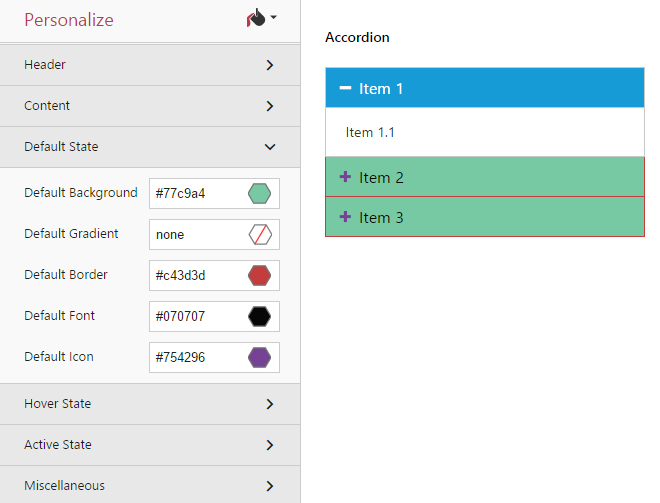 Personalize
Header
Content
Default State
Default Background #77c9a4
Default Gradient none
Default Border #c43d3d
Default Font #070707
Default Icon #754296
Hover State
Active State
Miscellaneous
Accordion
Item 1
Item 1.1
Item 2
Item 3